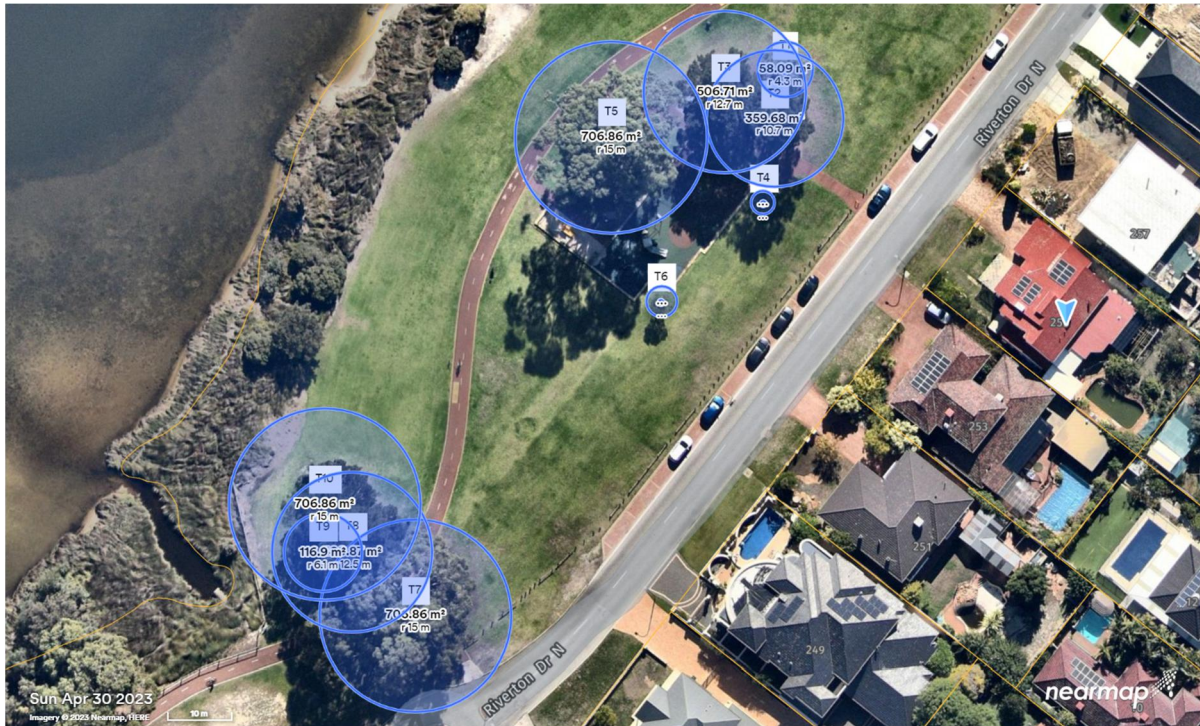 T3
58.09 m²
r 4.3 m
T2
506.71 m²
r 12.7 m
359.68 m²
r 10.7 m
T5
706.86 m²
r 15 m
T4
T6
Riverton Dr N
257
253
251
249
T10
706.86 m²
r 15 m
T9 T8
116.9 m²
m²
r 6.1 m 12.5 m
T7
706.86 m²
r 15 m
Riverton Dr N
Sun Apr 30 2023
Imagery © 2023 Nearmap, HERE
10 m
nearmap